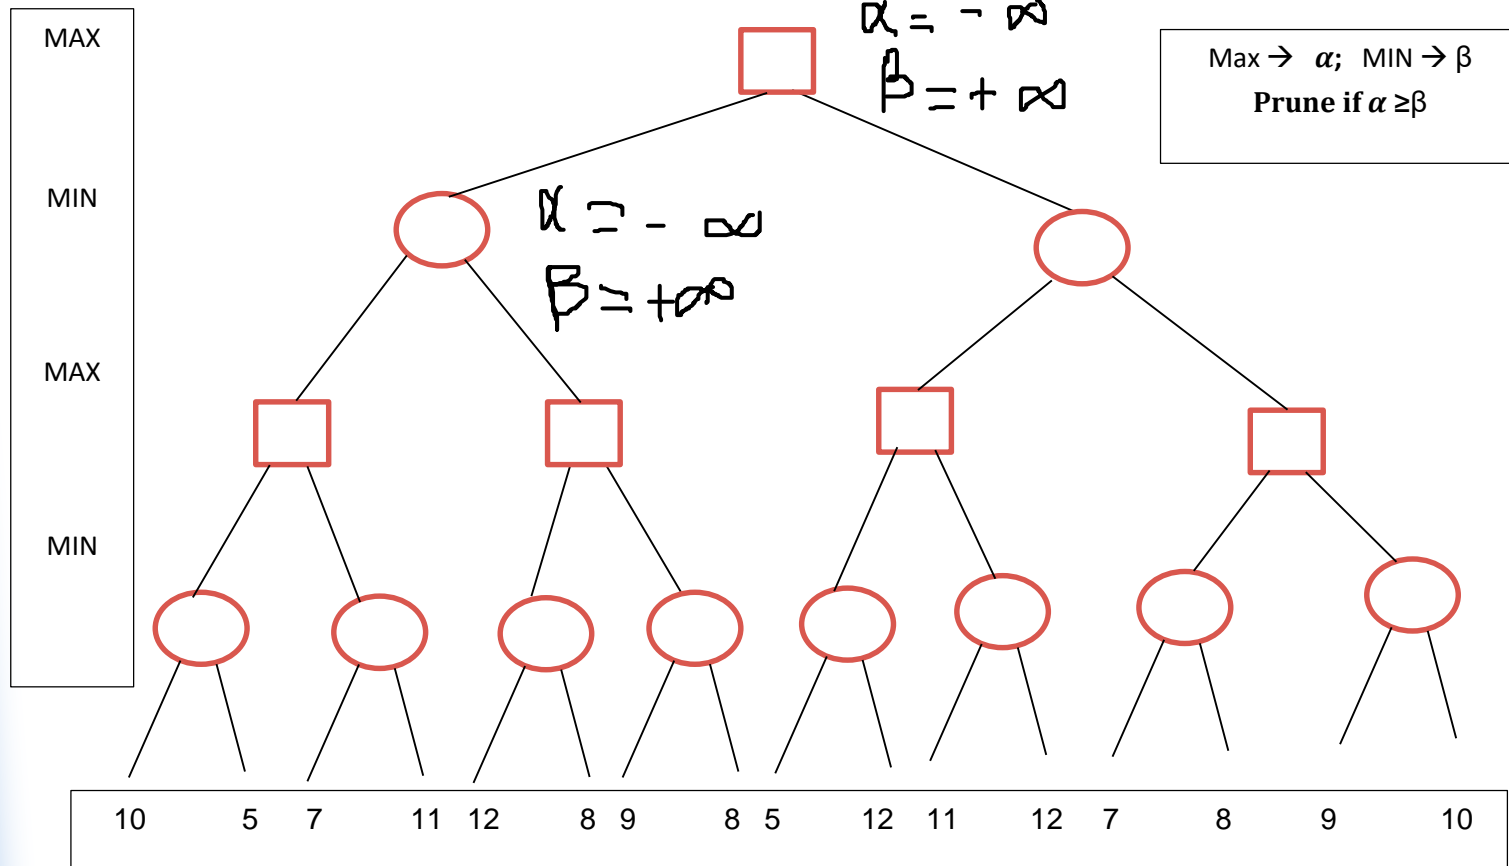 MAX
α = - ∞
β = + ∞
Max → α; MIN → β
Prune if α ≥β
MIN
α = - ∞
β = +∞
MAX
MIN
10 5 7 11 12 8 9 8 5 12 11 12 7 8 9 10